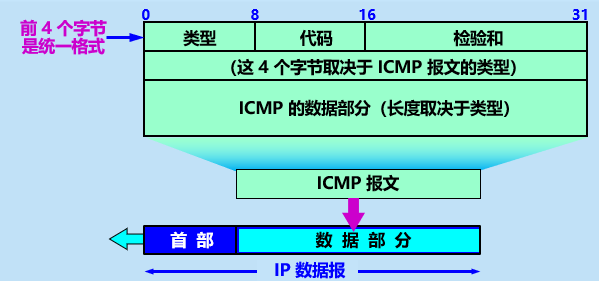 0 8 16 31
前 4 个字节
是统一格式
类型 代码 检验和
（这 4 个字节取决于 ICMP 报文的类型）
ICMP 的数据部分（长度取决于类型）
ICMP 报文
首 部 数 据 部 分
IP 数据报